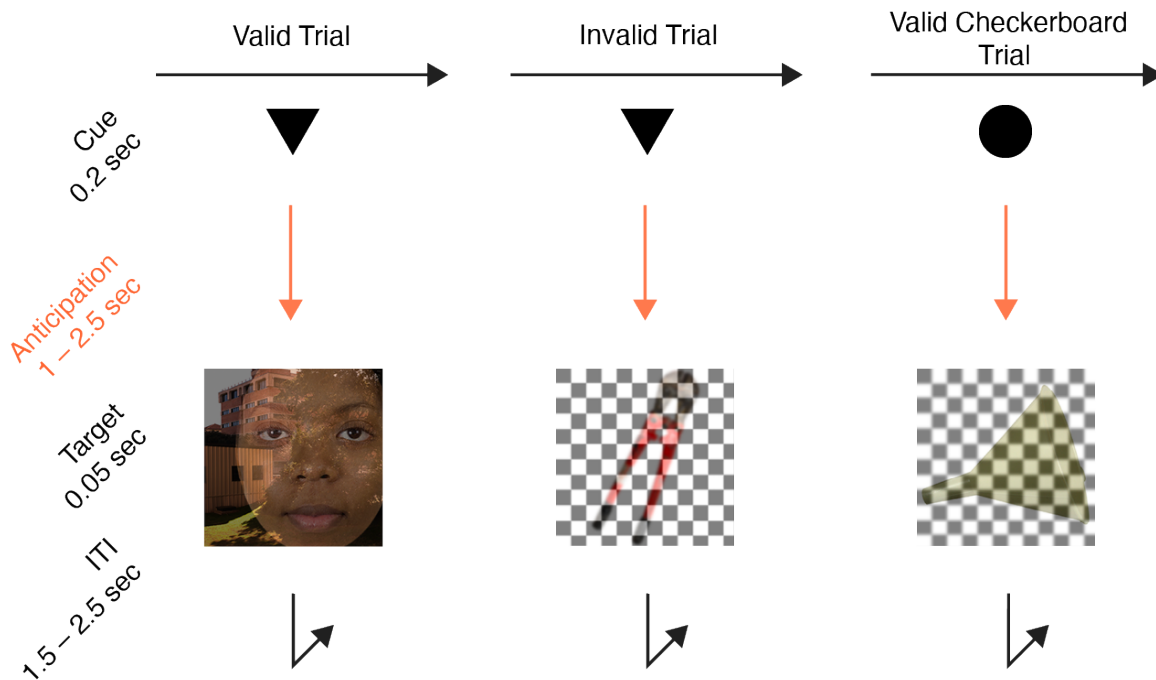 Valid Trial
Invalid Trial
Valid Checkerboard
Trial
Cue
0.2 sec
Anticipation
1 – 2.5 sec
Target
0.05 sec
ITI
1.5 – 2.5 sec